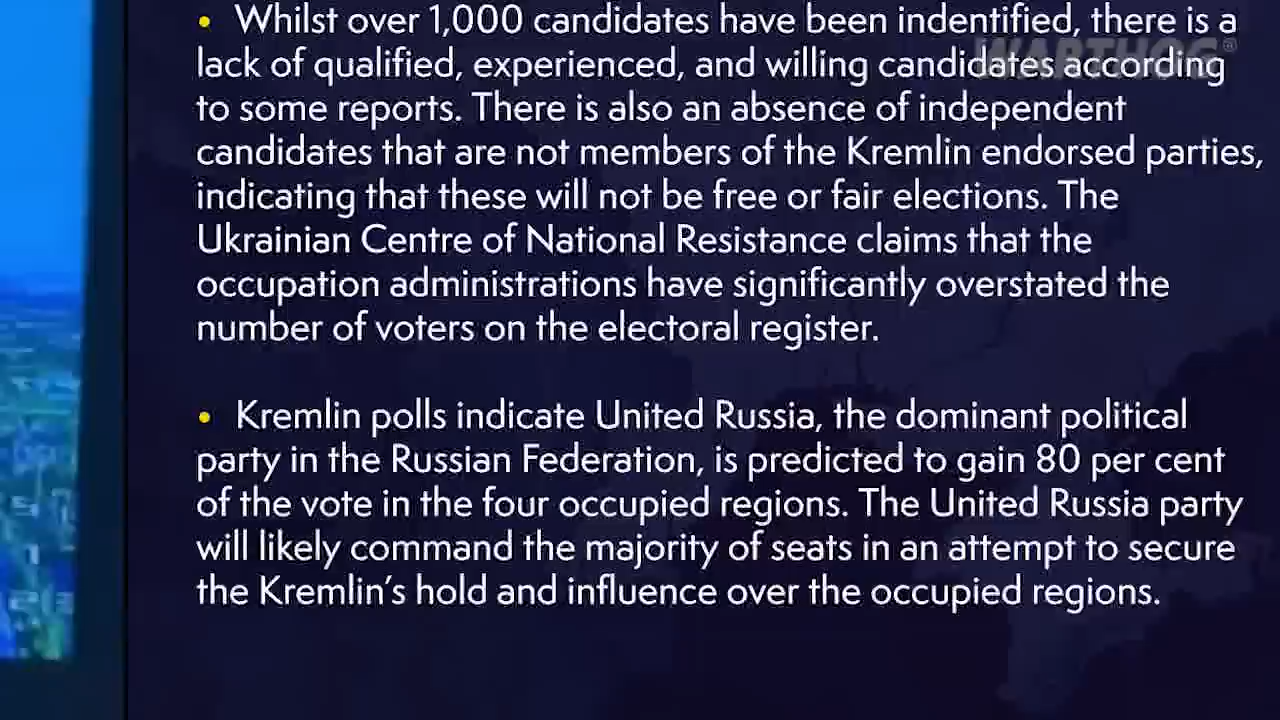 WARTHOG®
• Whilst over 1,000 candidates have been indentified, there is a
lack of qualified, experienced, and willing candidates according
to some reports. There is also an absence of independent
candidates that are not members of the Kremlin endorsed parties,
indicating that these will not be free or fair elections. The
Ukrainian Centre of National Resistance claims that the
occupation administrations have significantly overstated the
number of voters on the electoral register.
• Kremlin polls indicate United Russia, the dominant political
party in the Russian Federation, is predicted to gain 80 per cent
of the vote in the four occupied regions. The United Russia party
will likely command the majority of seats in an attempt to secure
the Kremlin's hold and influence over the occupied regions.